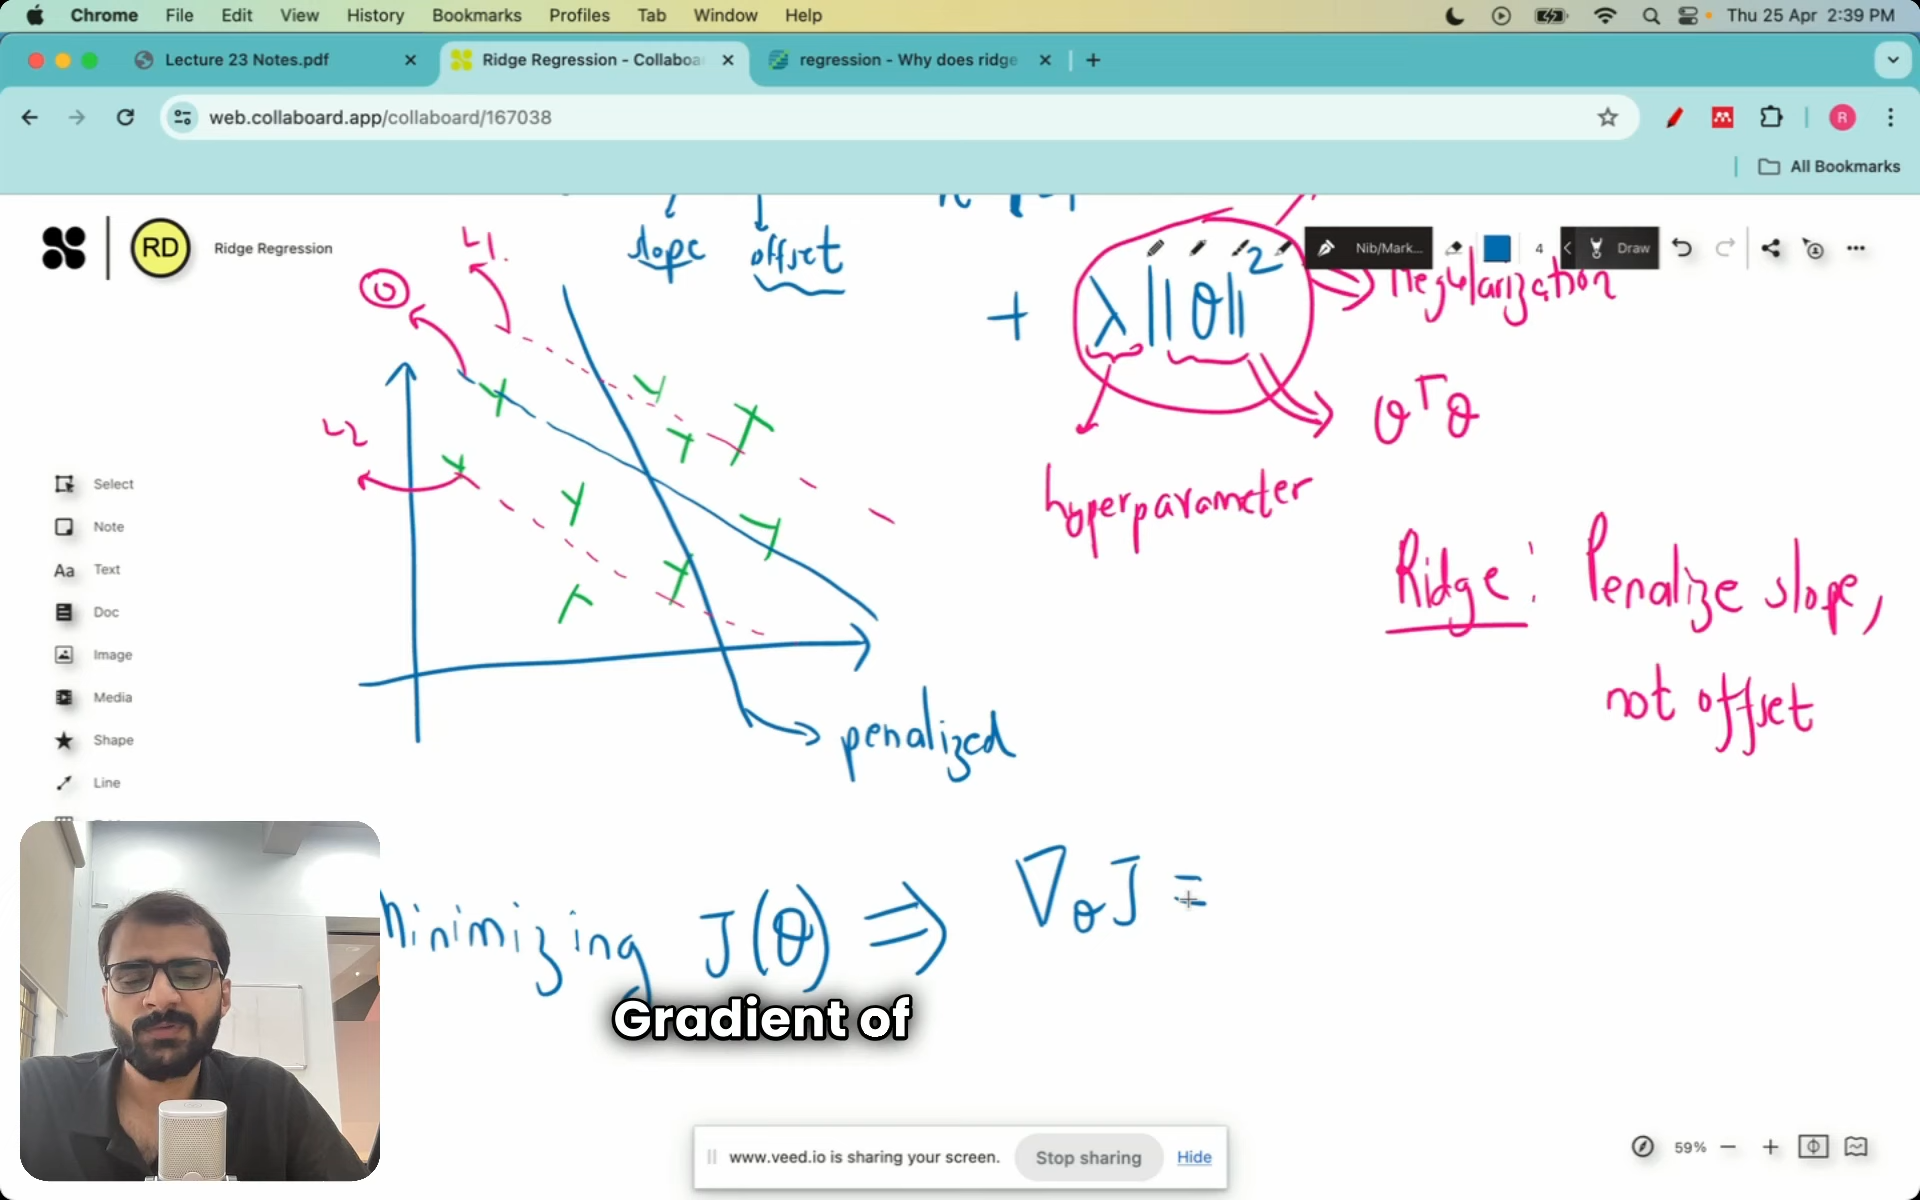 Chrome File Edit View History Bookmarks Profiles Tab Window Help Thu 25 Apr 2:39 PM
Lecture 23 Notes.pdf Ridge Regression - Collaboa regression - Why does ridge
web.collaboard.app/collaboard/167038
R
All Bookmarks
RD Ridge Regression
Nib/Mark... 4 Draw
slope offset
L1.
0
+ λ||θ||²
Regularization
θᵀθ
L2
hyperparameter
Ridge: Penalize slope,
not offset
penalized
Select
Note
Aa Text
Doc
Image
Media
Shape
Line
Minimizing J(θ) ⇒ ∇θJ =
Gradient of
www.veed.io is sharing your screen. Stop sharing Hide
59%